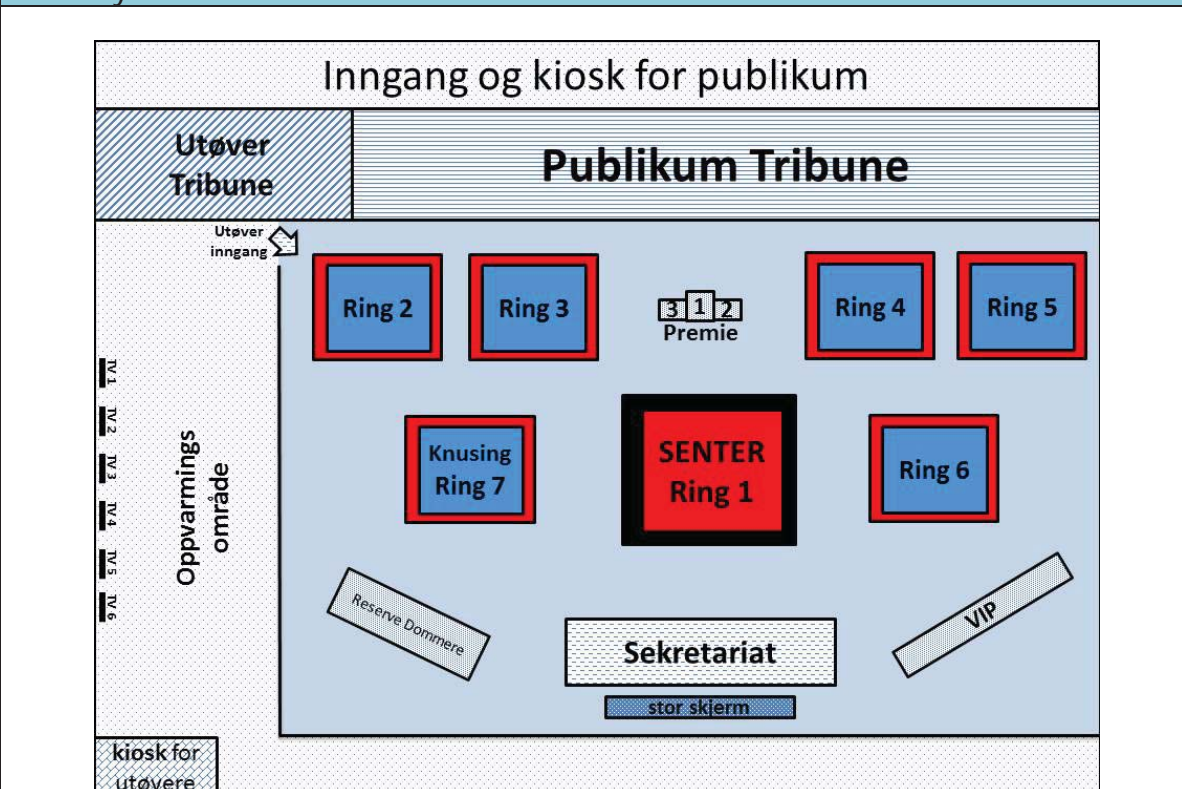 Inngang og kiosk for publikum
Utøver
Tribune
Publikum Tribune
Utøver
inngang
Ring 2
Ring 3
3 1 2
Premie
Ring 4
Ring 5
TV 1
TV 2
TV 3
TV 4
TV 5
TV 6
Oppvarmings
område
Knusing
Ring 7
SENTER
Ring 1
Ring 6
Reserve Dommere
Sekretariat
VIP
stor skjerm
kiosk for
utøvere